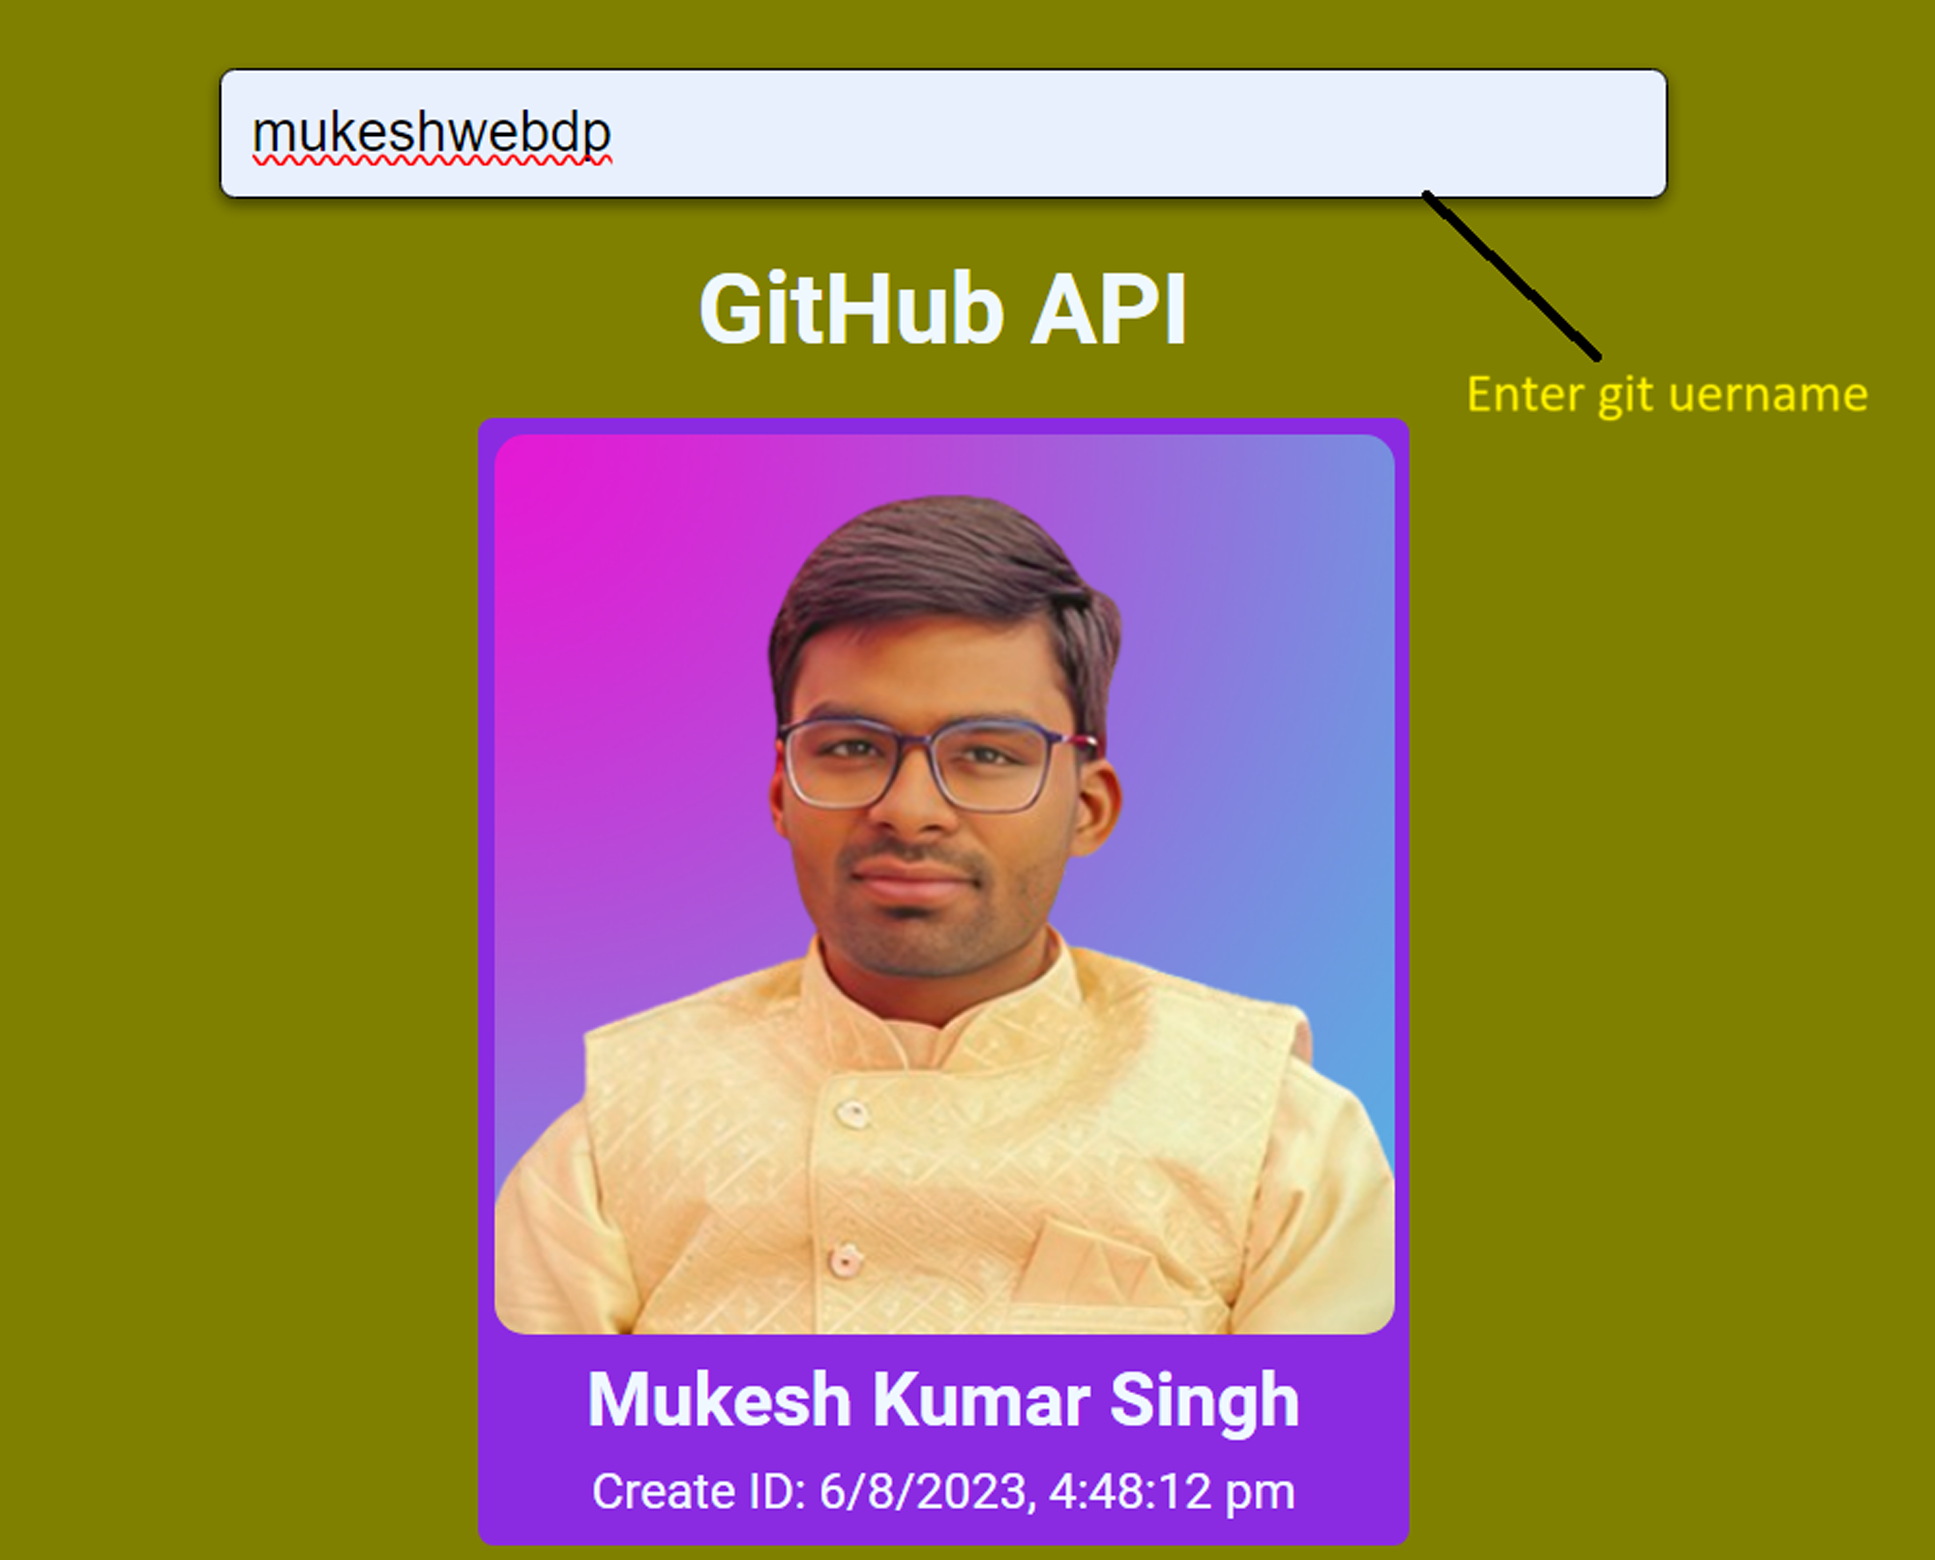 mukeshwebdp
GitHub API
Enter git uername
Mukesh Kumar Singh
Create ID: 6/8/2023, 4:48:12 pm